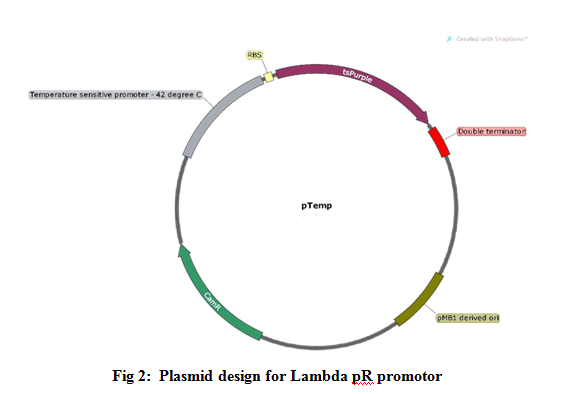 Created with SnapGene®
RBS
tsPurple
Temperature sensitive promoter - 42 degree C
Double terminator
pTemp
CamR
pMB1 derived ori
Fig 2: Plasmid design for Lambda pR promotor